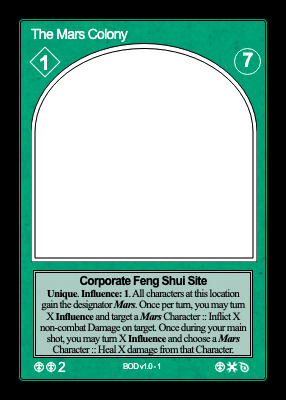 The Mars Colony
1
7
Corporate Feng Shui Site
Unique. Influence: 1. All characters at this location
gain the designator Mars. Once per turn, you may turn
X Influence and target a Mars Character :: Inflict X
non-combat Damage on target. Once during your main
shot, you may turn X Influence and choose a Mars
Character :: Heal X damage from that Character.
2
BOD v1.0 - 1